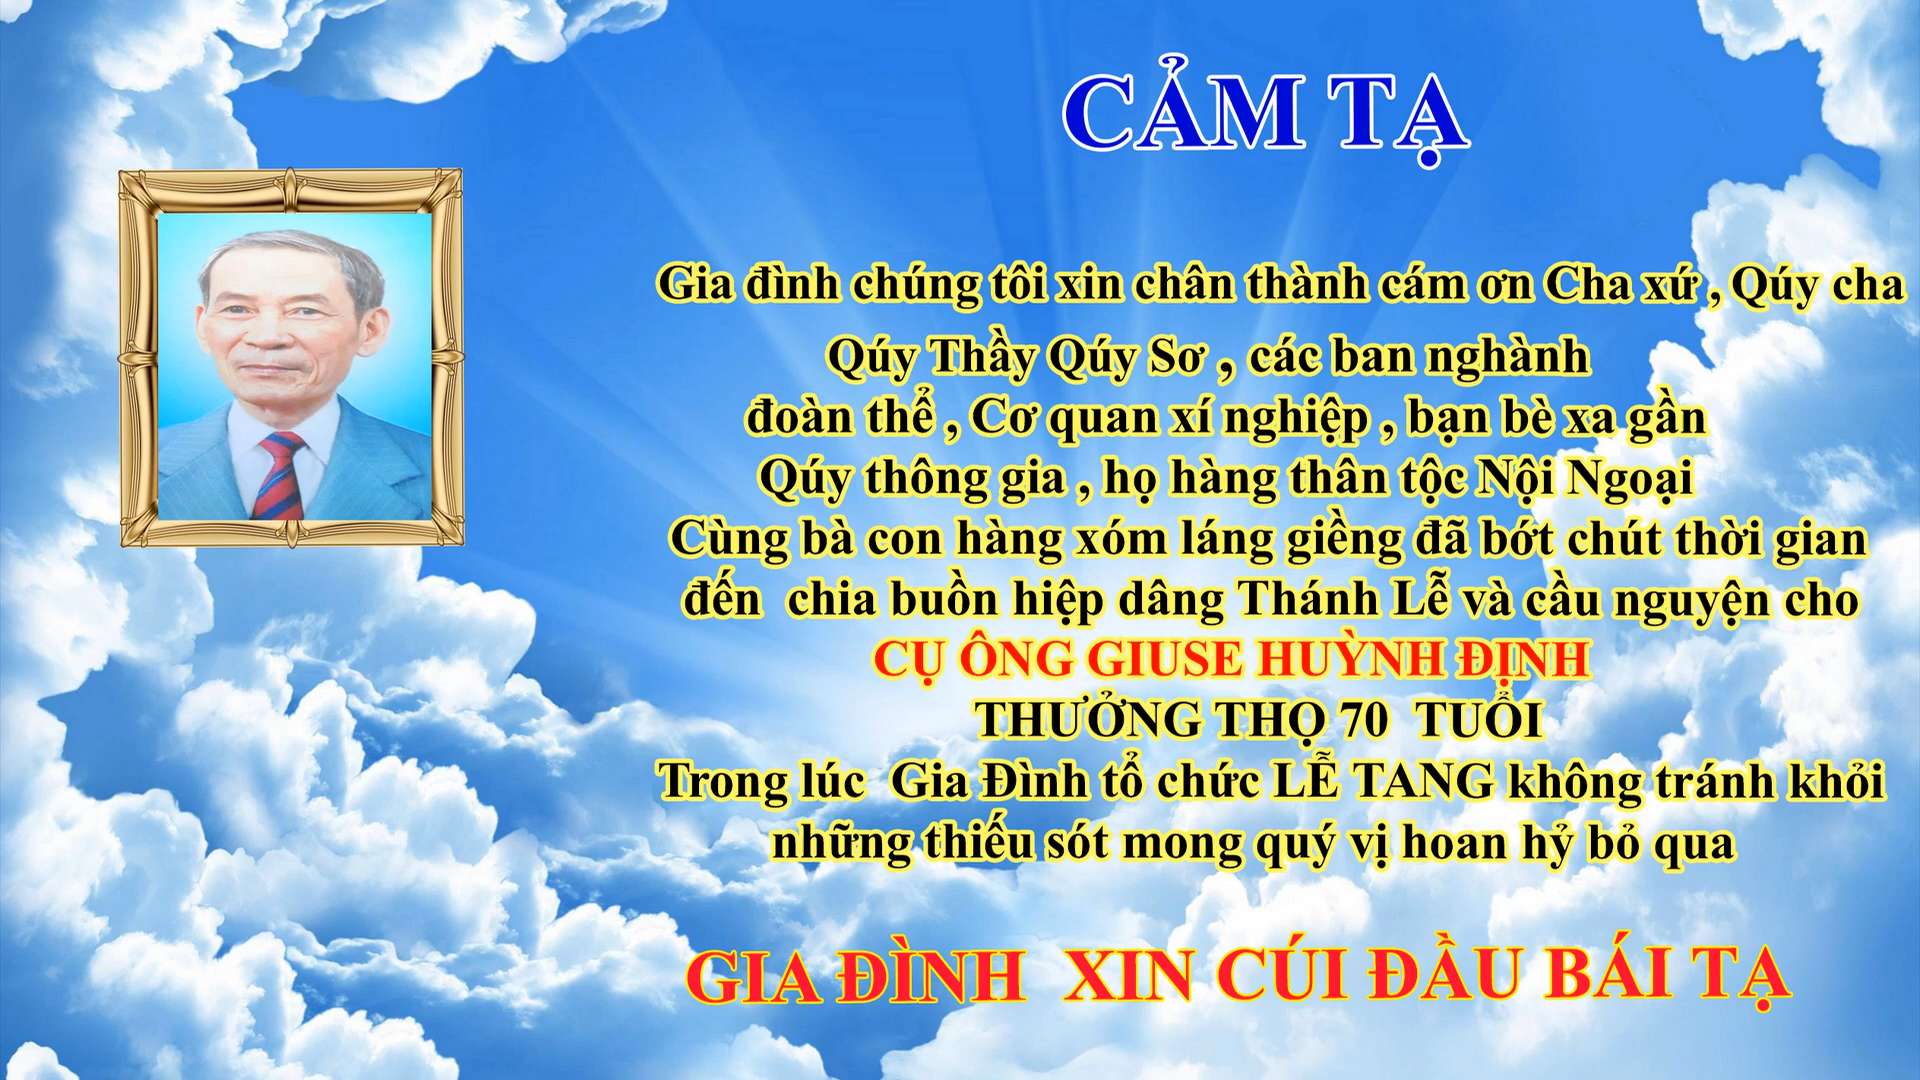 CẢM TẠ
Gia đình chúng tôi xin chân thành cám ơn Cha xứ , Qúy cha
Qúy Thầy Qúy Sơ , các ban nghành
đoàn thể , Cơ quan xí nghiệp , bạn bè xa gần
Qúy thông gia , họ hàng thân tộc Nội Ngoại
Cùng bà con hàng xóm láng giềng đã bớt chút thời gian
đến chia buồn hiệp dâng Thánh Lễ và cầu nguyện cho
CỤ ÔNG GIUSE HUỲNH ĐỊNH
THƯỞNG THỌ 70 TUỔI
Trong lúc Gia Đình tổ chức LỄ TANG không tránh khỏi
những thiếu sót mong quý vị hoan hỷ bỏ qua
GIA ĐÌNH XIN CÚI ĐẦU BÁI TẠ